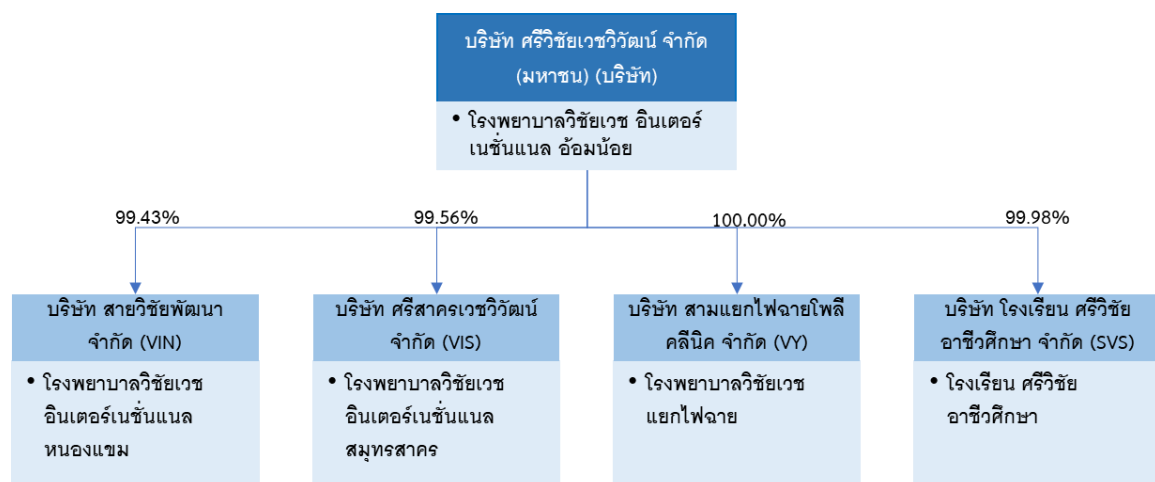 บริษัท ศรีวิชัยเวชวิวัฒน์ จำกัด
(มหาชน) (บริษัท)
• โรงพยาบาลวิชัยเวช อินเตอร์
เนชั่นแนล อ้อมน้อย
99.43%
99.56%
100.00%
99.98%
บริษัท สายวิชัยพัฒนา
จำกัด (VIN)
• โรงพยาบาลวิชัยเวช
อินเตอร์เนชั่นแนล
หนองแขม
บริษัท ศรีสาครเวชวิวัฒน์
จำกัด (VIS)
• โรงพยาบาลวิชัยเวช
อินเตอร์เนชั่นแนล
สมุทรสาคร
บริษัท สามแยกไฟฉายโพลี
คลีนิค จำกัด (VY)
• โรงพยาบาลวิชัยเวช
แยกไฟฉาย
บริษัท โรงเรียน ศรีวิชัย
อาชีวศึกษา จำกัด (SVS)
• โรงเรียน ศรีวิชัย
อาชีวศึกษา